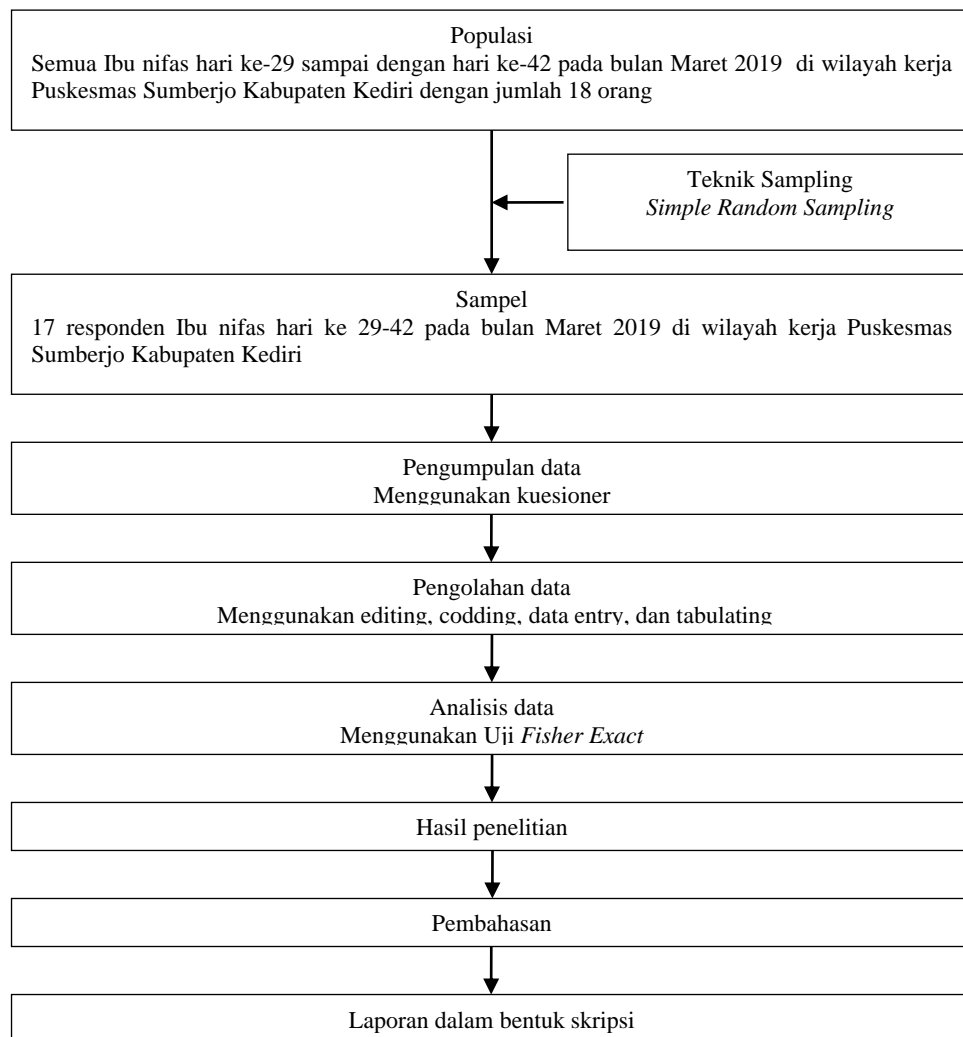 Populasi
Semua Ibu nifas hari ke-29 sampai dengan hari ke-42 pada bulan Maret 2019 di wilayah kerja
Puskesmas Sumberjo Kabupaten Kediri dengan jumlah 18 orang
Teknik Sampling
Simple Random Sampling
Sampel
17 responden Ibu nifas hari ke 29-42 pada bulan Maret 2019 di wilayah kerja Puskesmas
Sumberjo Kabupaten Kediri
Pengumpulan data
Menggunakan kuesioner
Pengolahan data
Menggunakan editing, codding, data entry, dan tabulating
Analisis data
Menggunakan Uji Fisher Exact
Hasil penelitian
Pembahasan
Laporan dalam bentuk skripsi